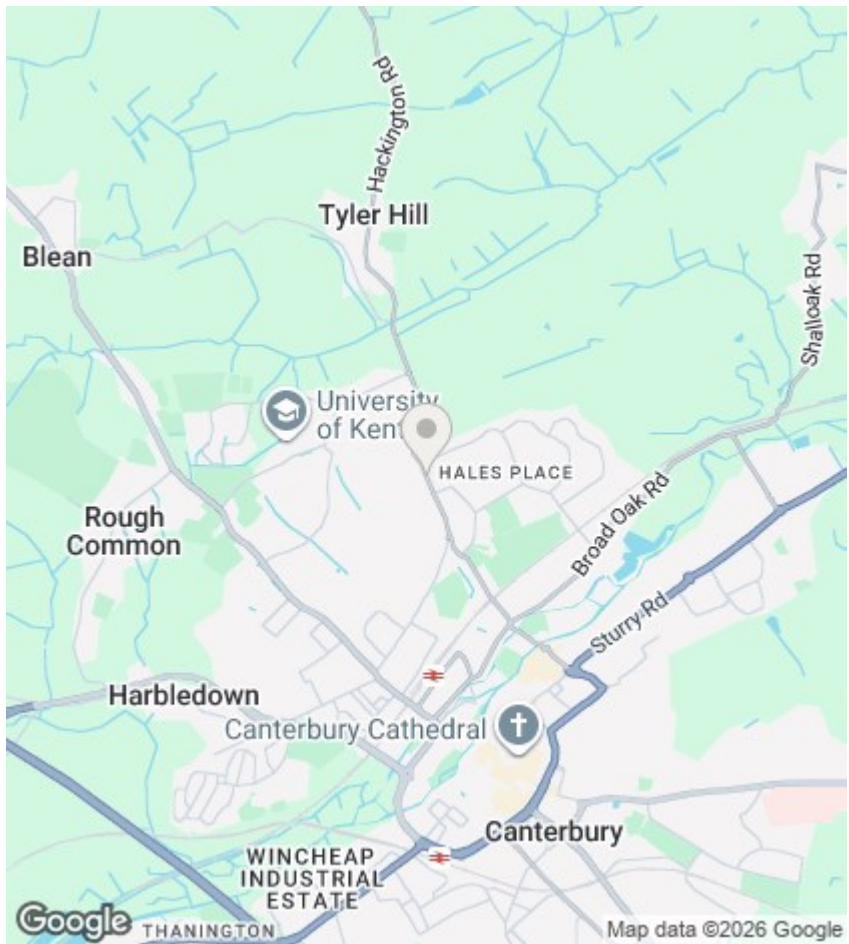 Hackington Rd
Tyler Hill
Blean
Shalloak Rd
University
of Kent
HALES PLACE
Rough
Common
Broad Oak Rd
Sturry Rd
Harbledown
Canterbury Cathedral
Canterbury
WINCHEAP
INDUSTRIAL
ESTATE
THANINGTON
Google
Map data ©2026 Google